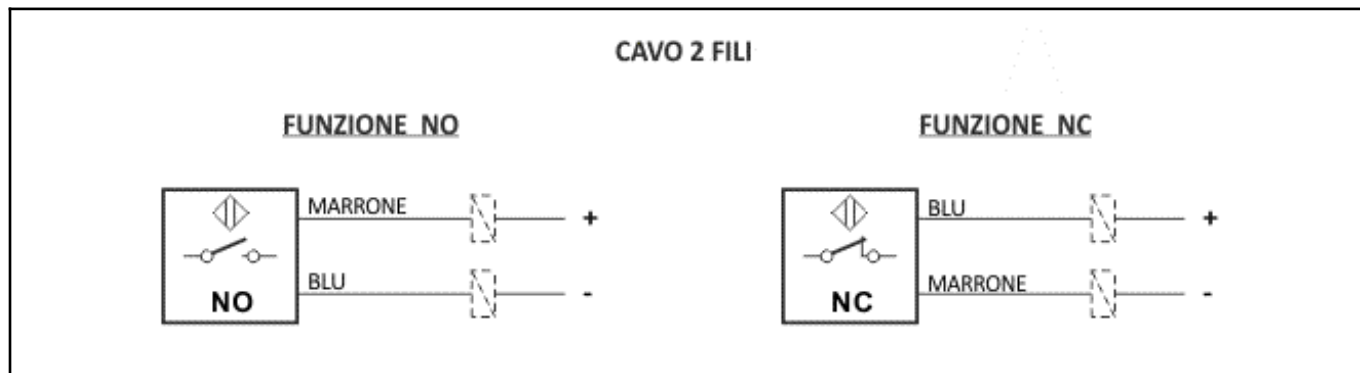 CAVO 2 FILI
FUNZIONE NO
MARRONE
+
BLU
-
NO
FUNZIONE NC
BLU
+
MARRONE
-
NC